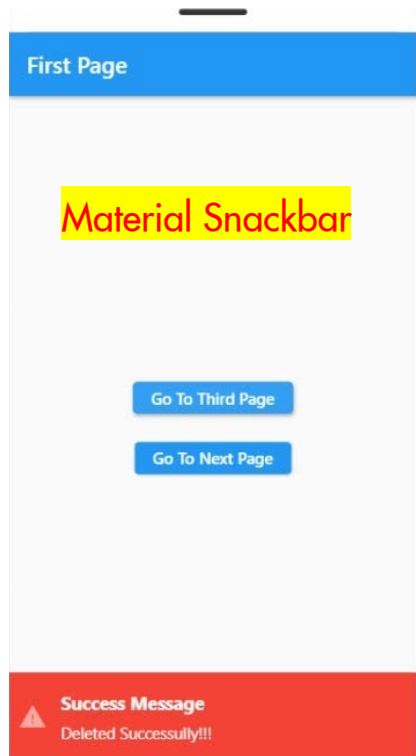 First Page
Material Snackbar
Go To Third Page
Go To Next Page
Success Message
Deleted Successully!!!